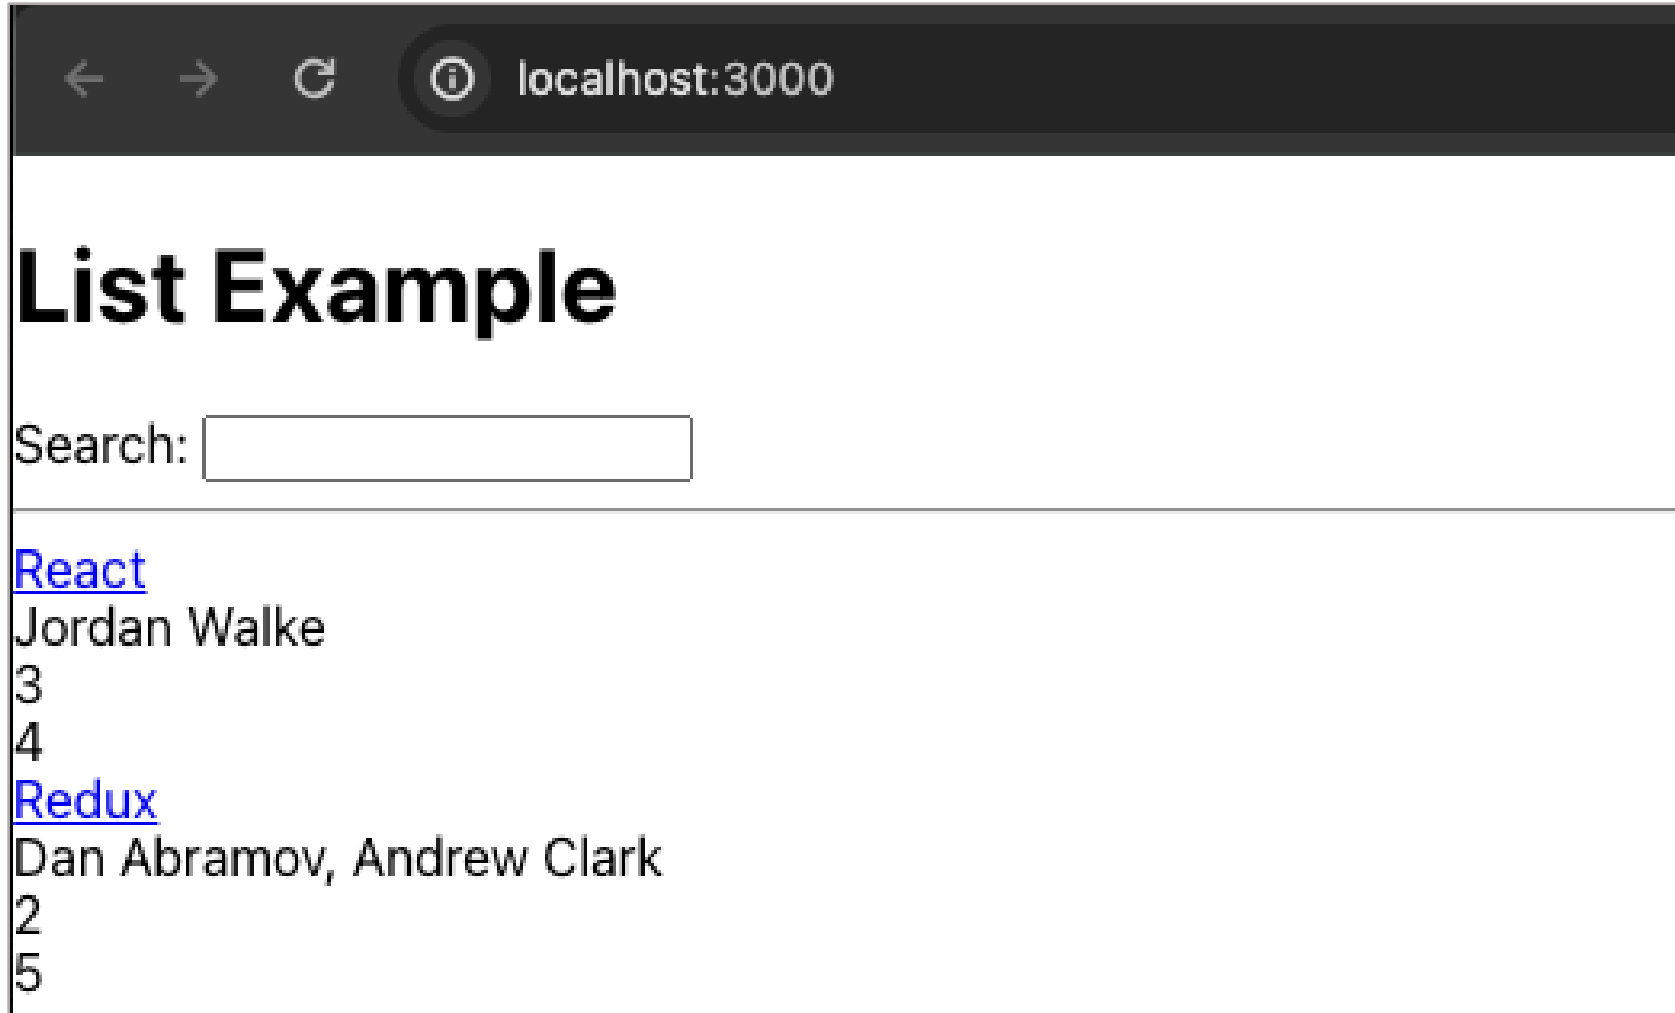 localhost:3000
List Example
Search:
React
Jordan Walke
3
4
Redux
Dan Abramov, Andrew Clark
2
5